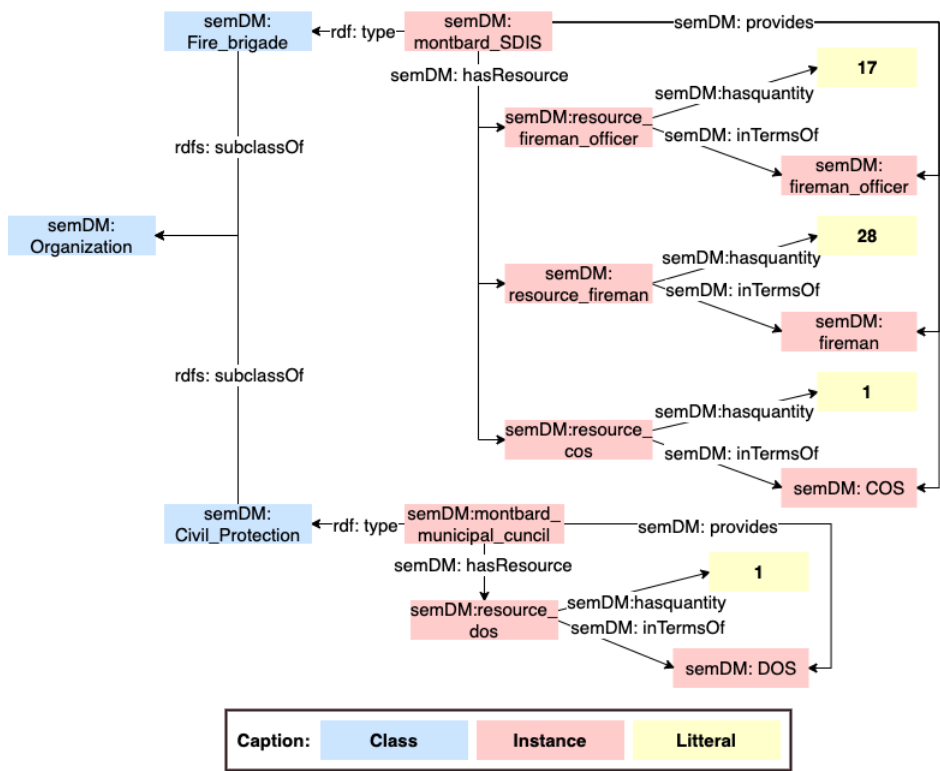 semDM:
Fire_brigade
rdf: type
semDM:
montbard_SDIS
semDM: provides
semDM: hasResource
17
semDM:hasquantity
semDM:resource_
fireman_officer
semDM: inTermsOf
semDM:
fireman_officer
rdfs: subclassOf
semDM:
Organization
28
semDM:hasquantity
semDM:
resource_fireman
semDM: inTermsOf
semDM:
fireman
rdfs: subclassOf
1
semDM:hasquantity
semDM:resource_
cos
semDM: inTermsOf
semDM: COS
semDM:
Civil_Protection
rdf: type
semDM:montbard_
municipal_cuncil
semDM: provides
semDM: hasResource
1
semDM:hasquantity
semDM:resource_
dos
semDM: inTermsOf
semDM: DOS
Caption: Class Instance Litteral